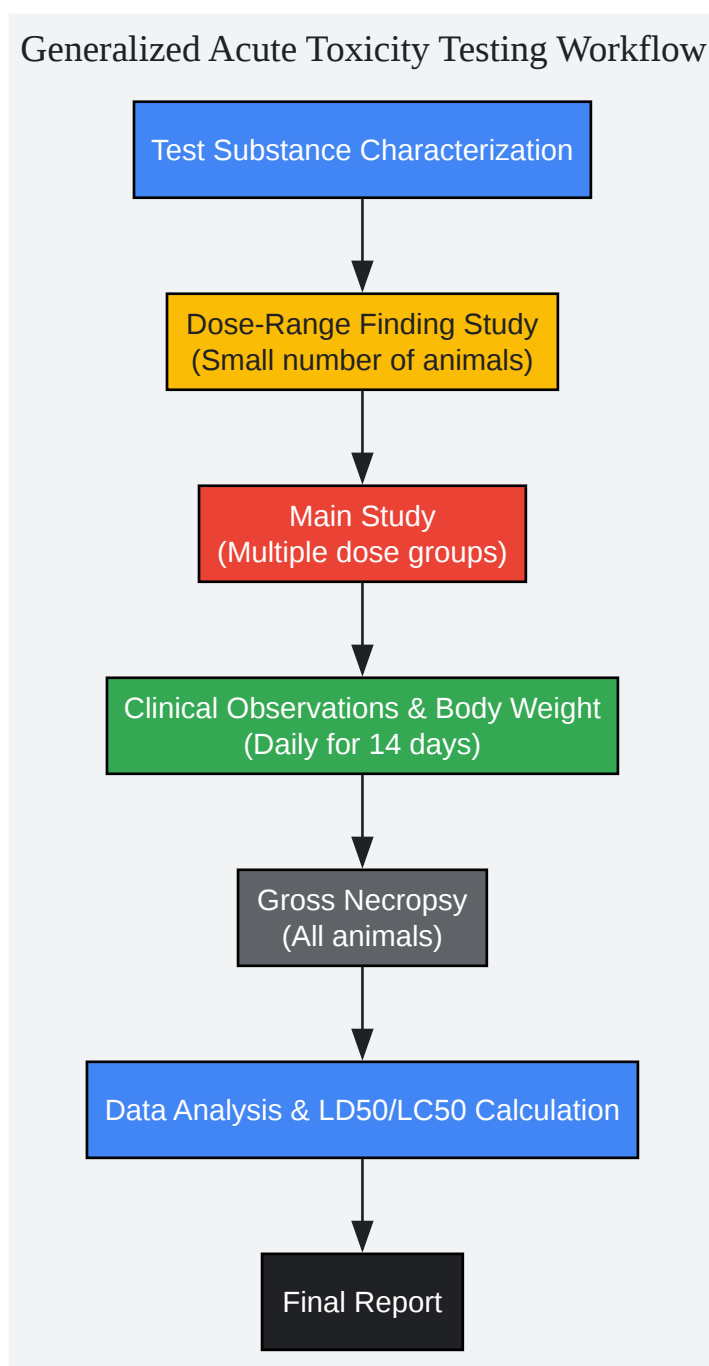 Generalized Acute Toxicity Testing Workflow
Test Substance Characterization
Dose-Range Finding Study
(Small number of animals)
Main Study
(Multiple dose groups)
Clinical Observations & Body Weight
(Daily for 14 days)
Gross Necropsy
(All animals)
Data Analysis & LD50/LC50 Calculation
Final Report